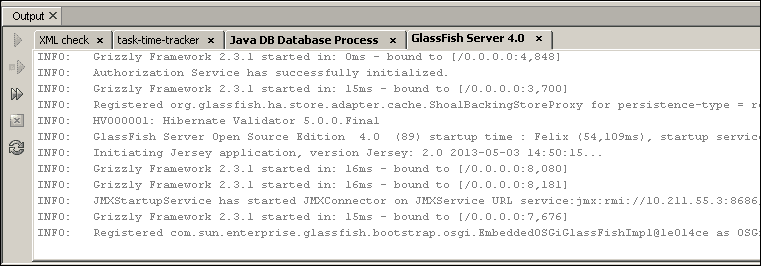 Output ×
XML check × task-time-tracker × Java DB Database Process × GlassFish Server 4.0 ×
INFO: Grizzly Framework 2.3.1 started in: 0ms - bound to [/0.0.0.0:4,848]
INFO: Authorization Service has successfully initialized.
INFO: Grizzly Framework 2.3.1 started in: 15ms - bound to [/0.0.0.0:3,700]
INFO: Registered org.glassfish.ha.store.adapter.cache.ShoalBackingStoreProxy for persistence-type = re
INFO: HV000001: Hibernate Validator 5.0.0.Final
INFO: GlassFish Server Open Source Edition 4.0 (89) startup time : Felix (54,109ms), startup service
INFO: Initiating Jersey application, version Jersey: 2.0 2013-05-03 14:50:15...
INFO: Grizzly Framework 2.3.1 started in: 16ms - bound to [/0.0.0.0:8,080]
INFO: Grizzly Framework 2.3.1 started in: 16ms - bound to [/0.0.0.0:8,181]
INFO: JMXStartupService has started JMXConnector on JMXService URL service:jmx:rmi://10.211.55.3:8686/
INFO: Grizzly Framework 2.3.1 started in: 15ms - bound to [/0.0.0.0:7,676]
INFO: Registered com.sun.enterprise.glassfish.bootstrap.osgi.EmbeddedOSGiGlassFishImpl@1e014ce as OSGi